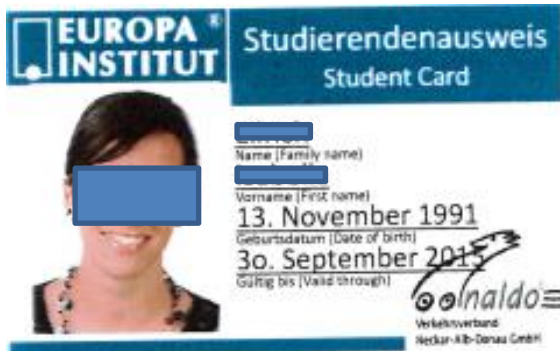 EUROPA ®
INSTITUT
Studierendenausweis
Student Card
Name (Family name)
Vorname (First name)
13. November 1991
Geburtsdatum (Date of birth)
3o. September 2015
Gültig bis (Valid through)
naldo
Verkehrsverbund
Neckar-Alb-Donau GmbH